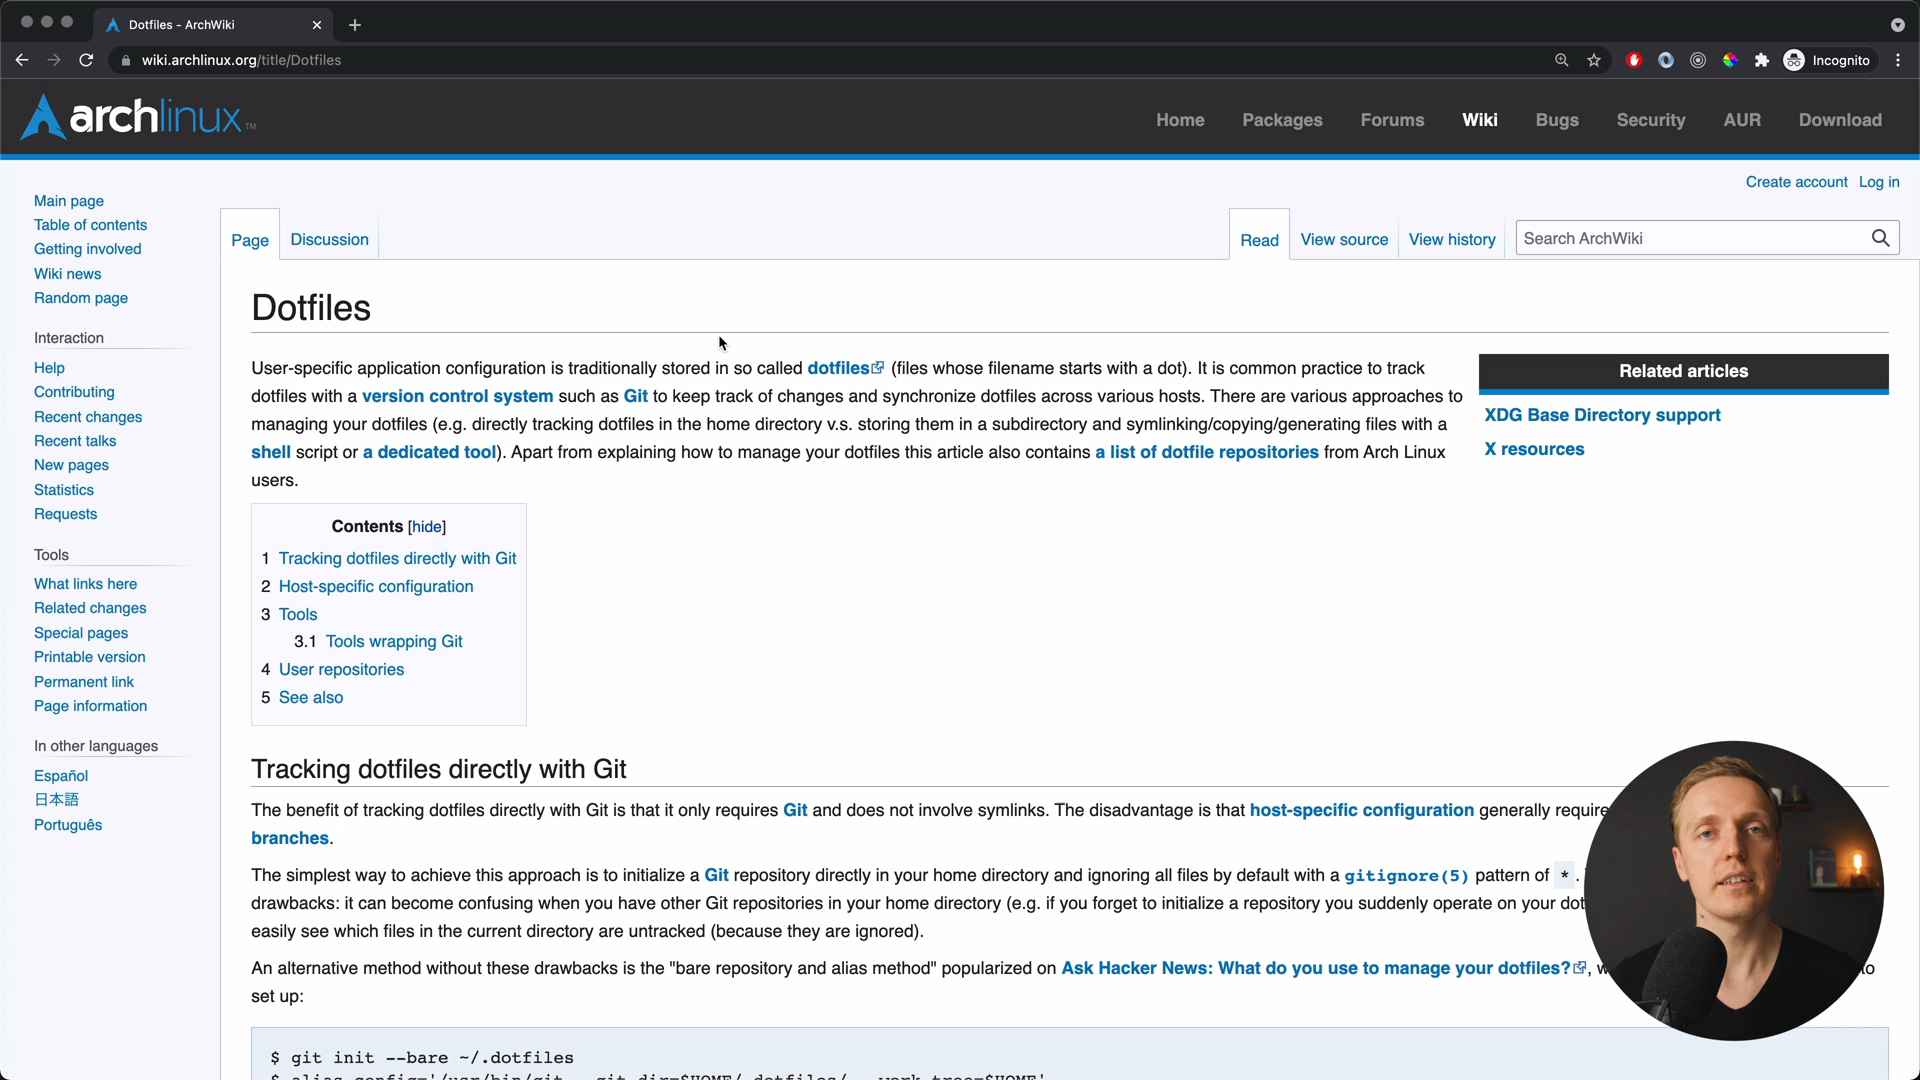 Dotfiles - ArchWiki
wiki.archlinux.org/title/Dotfiles
Incognito
archlinux™
Home Packages Forums Wiki Bugs Security AUR Download
Create account Log in
Main page
Table of contents
Getting involved
Wiki news
Random page
Interaction
Help
Contributing
Recent changes
Recent talks
New pages
Statistics
Requests
Tools
What links here
Related changes
Special pages
Printable version
Permanent link
Page information
In other languages
Español
日本語
Português
Page Discussion Read View source View history Search ArchWiki
Dotfiles
User-specific application configuration is traditionally stored in so called dotfiles (files whose filename starts with a dot). It is common practice to track
dotfiles with a version control system such as Git to keep track of changes and synchronize dotfiles across various hosts. There are various approaches to
managing your dotfiles (e.g. directly tracking dotfiles in the home directory v.s. storing them in a subdirectory and symlinking/copying/generating files with a
shell script or a dedicated tool). Apart from explaining how to manage your dotfiles this article also contains a list of dotfile repositories from Arch Linux
users.
Related articles
XDG Base Directory support
X resources
Contents [hide]
1 Tracking dotfiles directly with Git
2 Host-specific configuration
3 Tools
3.1 Tools wrapping Git
4 User repositories
5 See also
Tracking dotfiles directly with Git
The benefit of tracking dotfiles directly with Git is that it only requires Git and does not involve symlinks. The disadvantage is that host-specific configuration generally require
branches.
The simplest way to achieve this approach is to initialize a Git repository directly in your home directory and ignoring all files by default with a gitignore(5) pattern of *.
drawbacks: it can become confusing when you have other Git repositories in your home directory (e.g. if you forget to initialize a repository you suddenly operate on your dot
easily see which files in the current directory are untracked (because they are ignored).
An alternative method without these drawbacks is the "bare repository and alias method" popularized on Ask Hacker News: What do you use to manage your dotfiles?, w to
set up:
$ git init --bare ~/.dotfiles